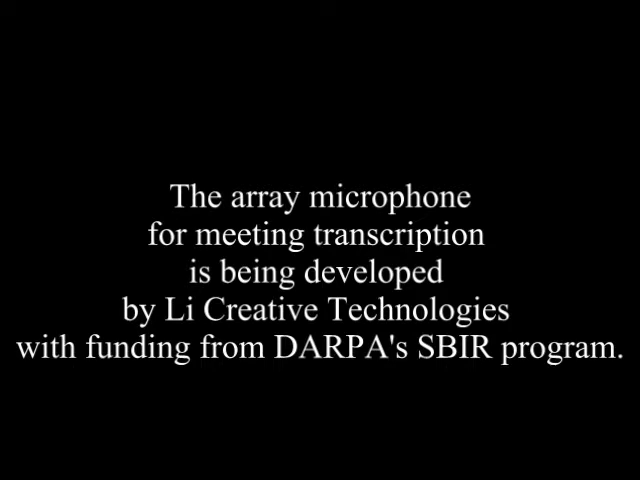 The array microphone
for meeting transcription
is being developed
by Li Creative Technologies
with funding from DARPA's SBIR program.